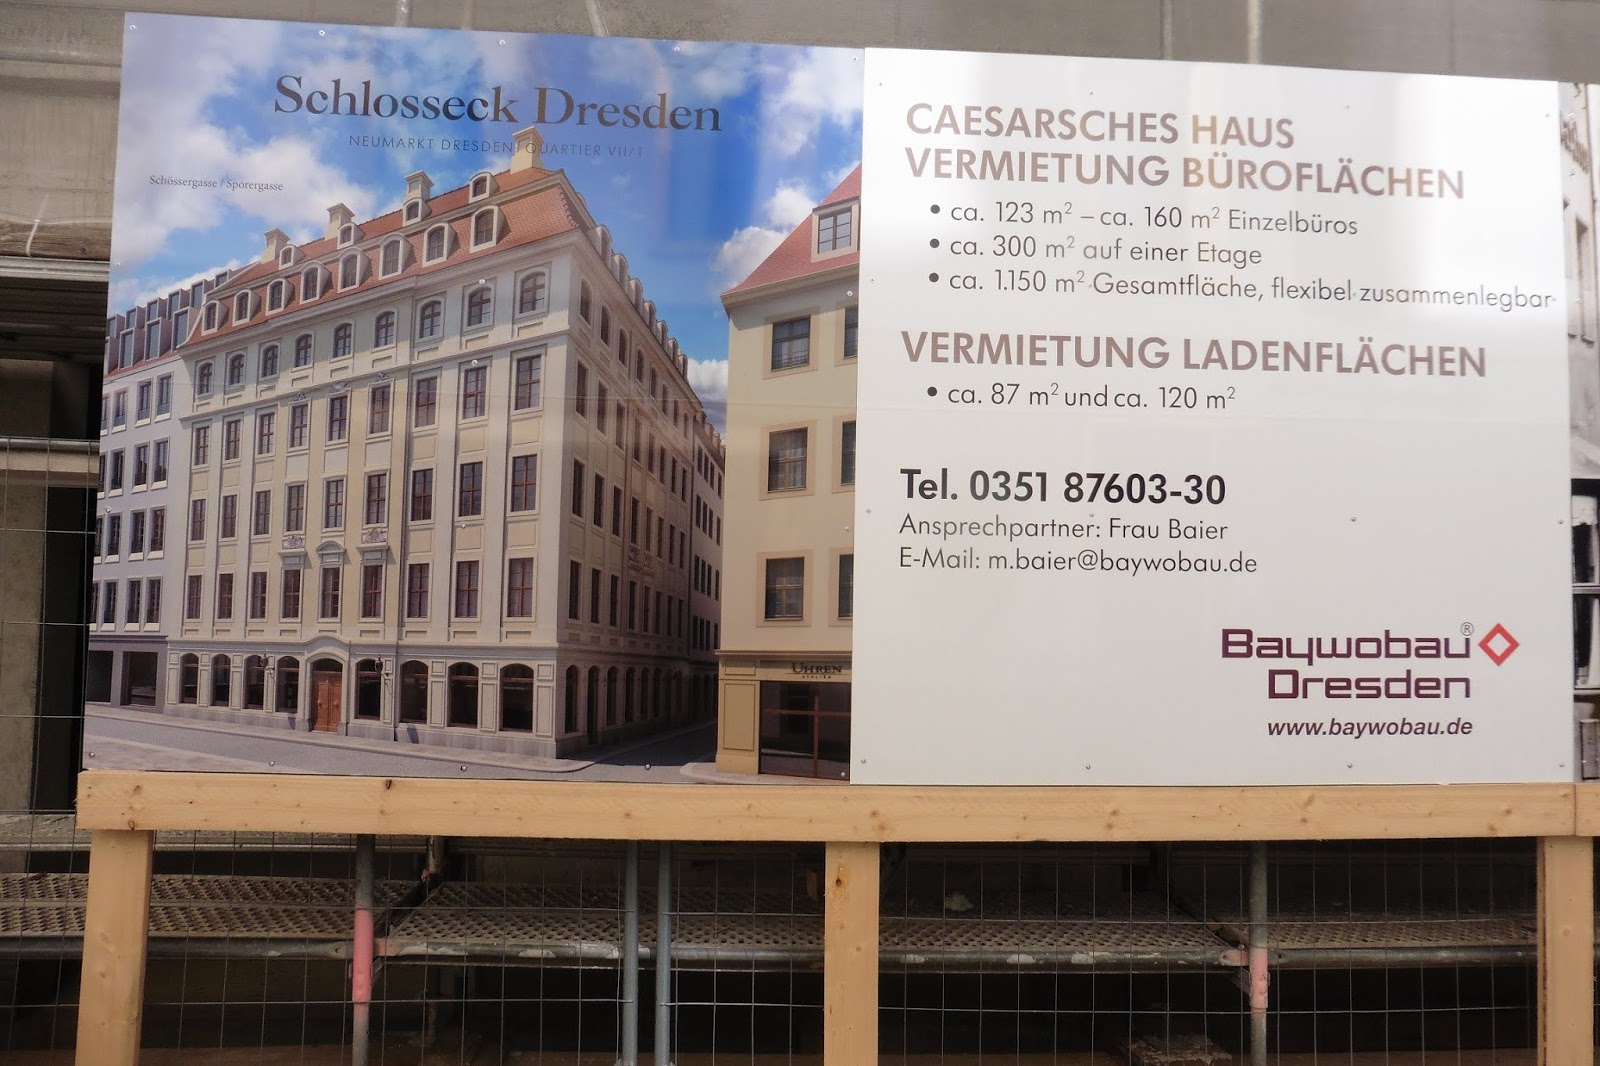 Schlosseck Dresden
NEUMARKT DRESDEN QUARTIER VII/1
Schössergasse / Sporergasse
UHREN
CAESARSCHES HAUS
VERMIETUNG BÜROFLÄCHEN
• ca. 123 m² – ca. 160 m² Einzelbüros
• ca. 300 m² auf einer Etage
• ca. 1.150 m² Gesamtfläche, flexibel zusammenlegbar
VERMIETUNG LADENFLÄCHEN
• ca. 87 m² und ca. 120 m²
Tel. 0351 87603-30
Ansprechpartner: Frau Baier
E-Mail: m.baier@baywobau.de
Baywobau®
Dresden
www.baywobau.de